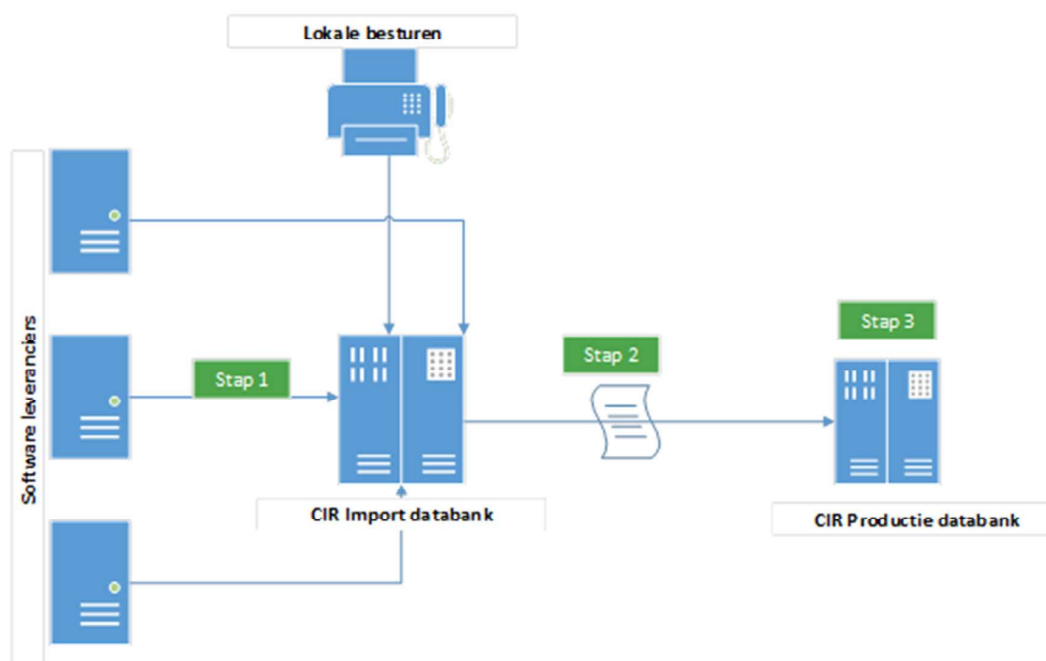 Lokale besturen
Software leveranciers
Stap 1
Stap 2
Stap 3
CIR Import databank
CIR Productie databank